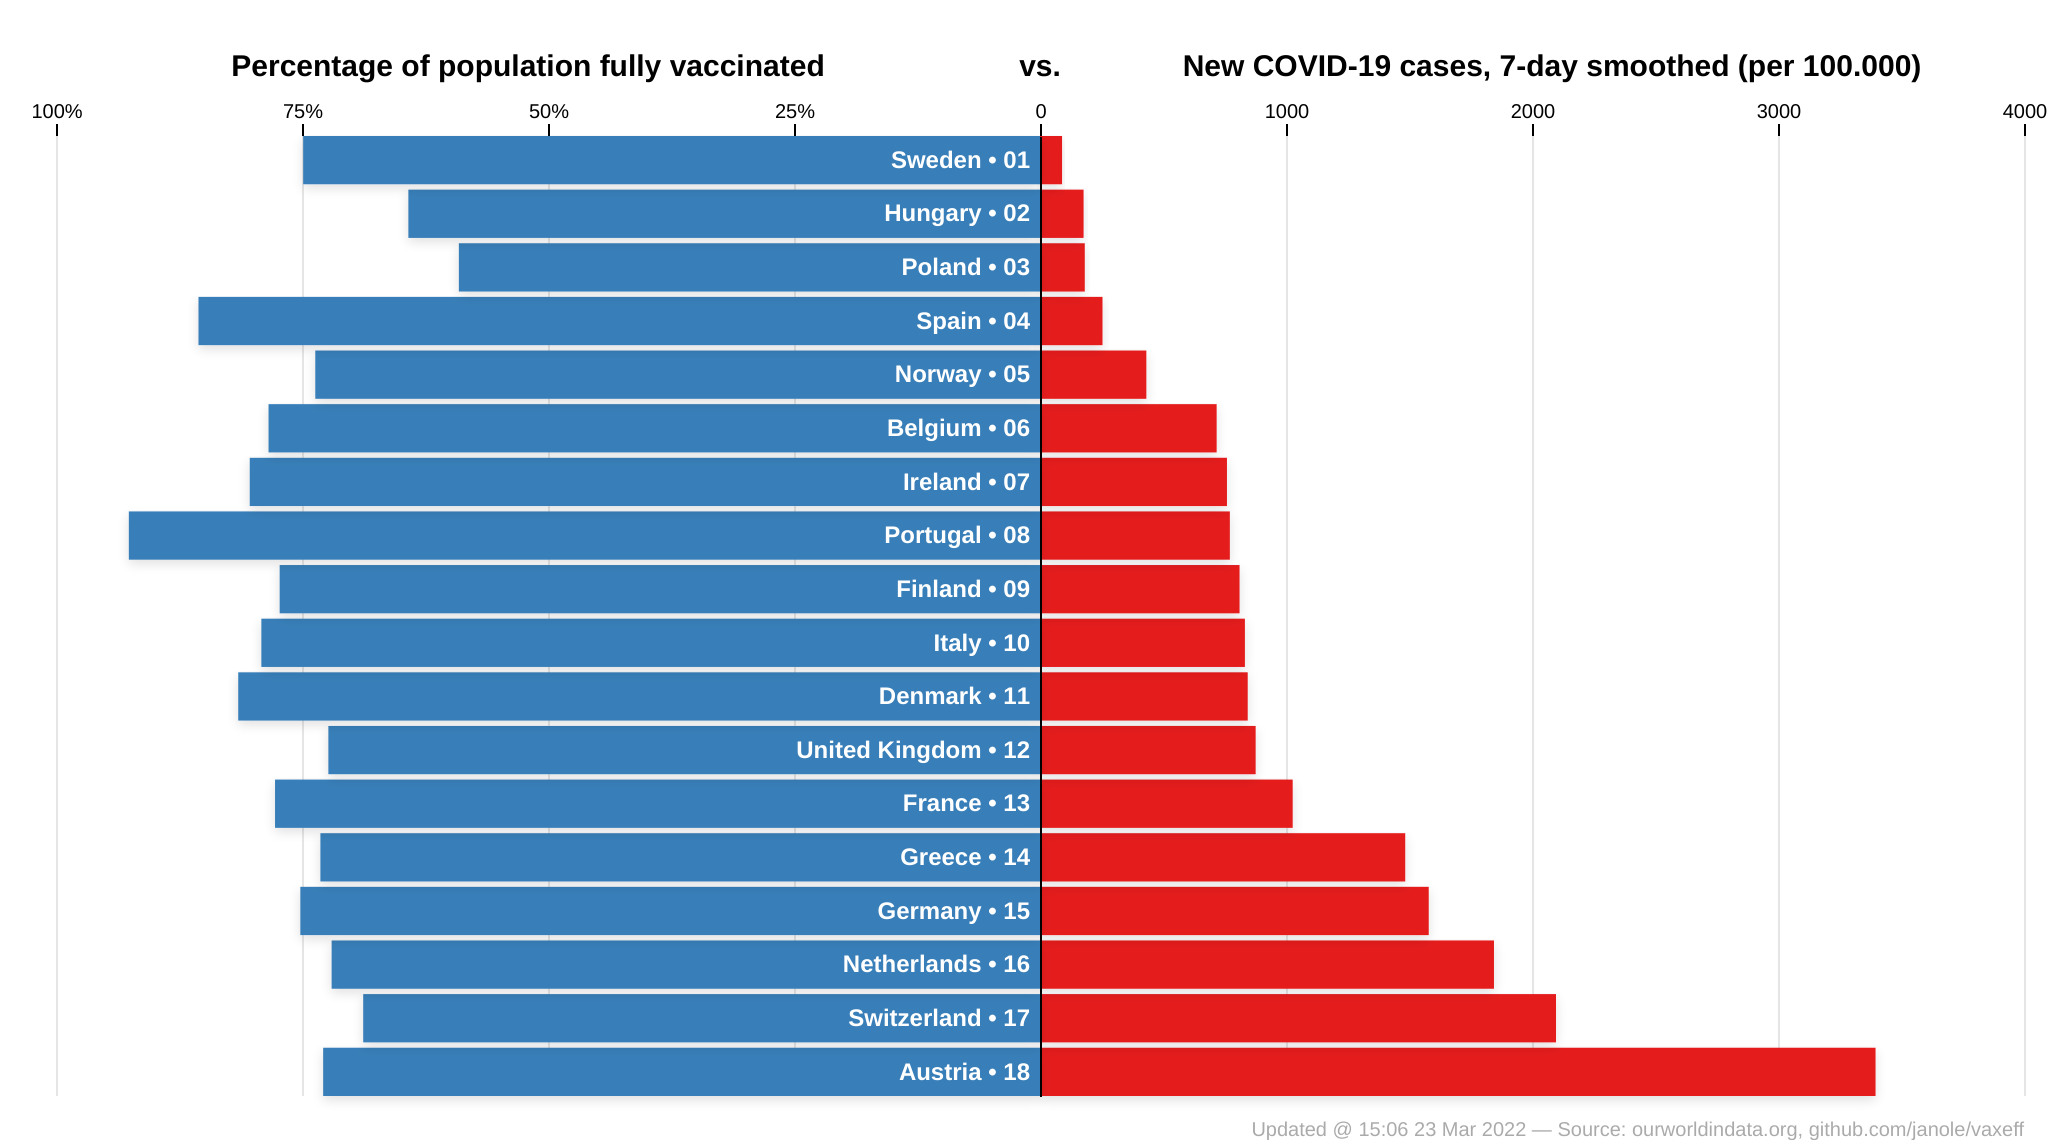 Percentage of population fully vaccinated vs. New COVID-19 cases, 7-day smoothed (per 100.000)
100% 75% 50% 25% 0 1000 2000 3000 4000
Sweden • 01
Hungary • 02
Poland • 03
Spain • 04
Norway • 05
Belgium • 06
Ireland • 07
Portugal • 08
Finland • 09
Italy • 10
Denmark • 11
United Kingdom • 12
France • 13
Greece • 14
Germany • 15
Netherlands • 16
Switzerland • 17
Austria • 18
Updated @ 15:06 23 Mar 2022 — Source: ourworldindata.org, github.com/janole/vaxeff